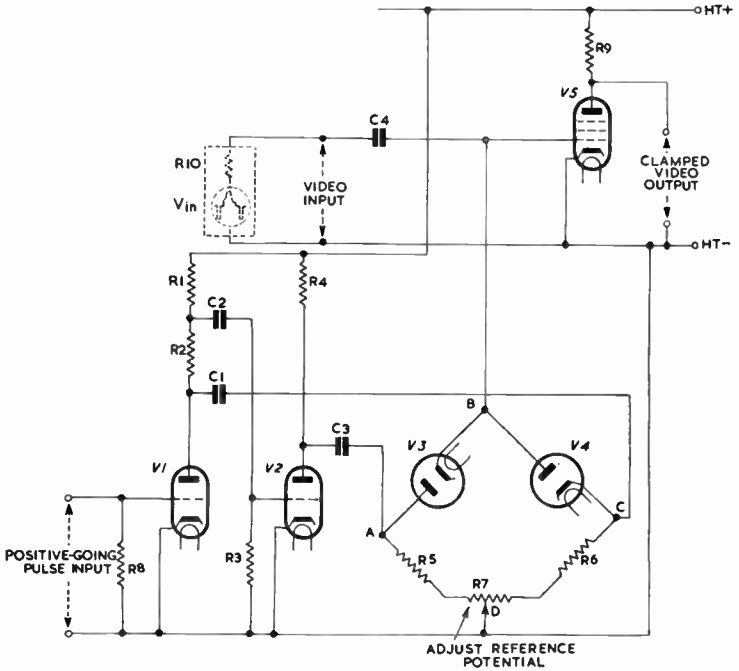 HT+
R9
V5
C4
R10
Vin
VIDEO
INPUT
CLAMPED
VIDEO
OUTPUT
HT-
R1
R4
C2
R2
C1
B
C3
V3
V4
V1
V2
A
C
POSITIVE-GOING
PULSE INPUT
R8
R3
R5
R6
R7
D
ADJUST REFERENCE
POTENTIAL